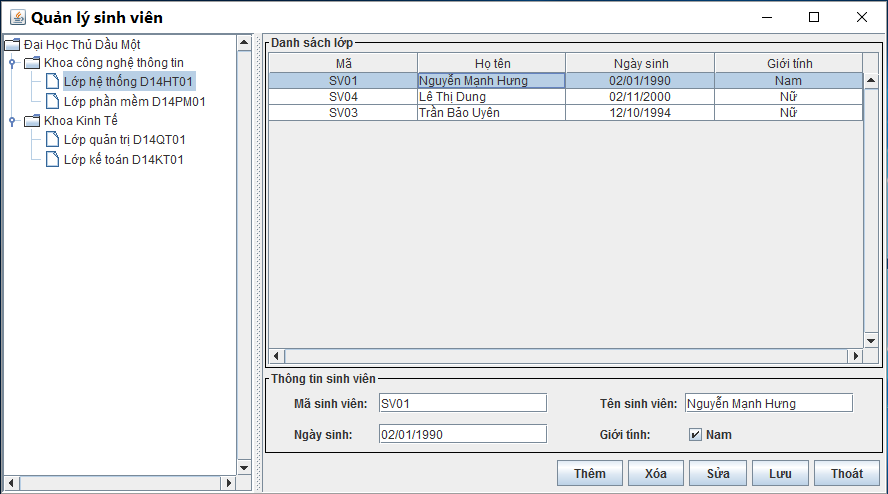 Quản lý sinh viên
Đại Học Thủ Dầu Một
Khoa công nghệ thông tin
Lớp hệ thống D14HT01
Lớp phần mềm D14PM01
Khoa Kinh Tế
Lớp quản trị D14QT01
Lớp kế toán D14KT01
Danh sách lớp
Mã Họ tên Ngày sinh Giới tính
SV01 Nguyễn Mạnh Hưng 02/01/1990 Nam
SV04 Lê Thị Dung 02/11/2000 Nữ
SV03 Trần Bảo Uyên 12/10/1994 Nữ
Thông tin sinh viên
Mã sinh viên: SV01 Tên sinh viên: Nguyễn Mạnh Hưng
Ngày sinh: 02/01/1990 Giới tính: Nam
Thêm Xóa Sửa Lưu Thoát